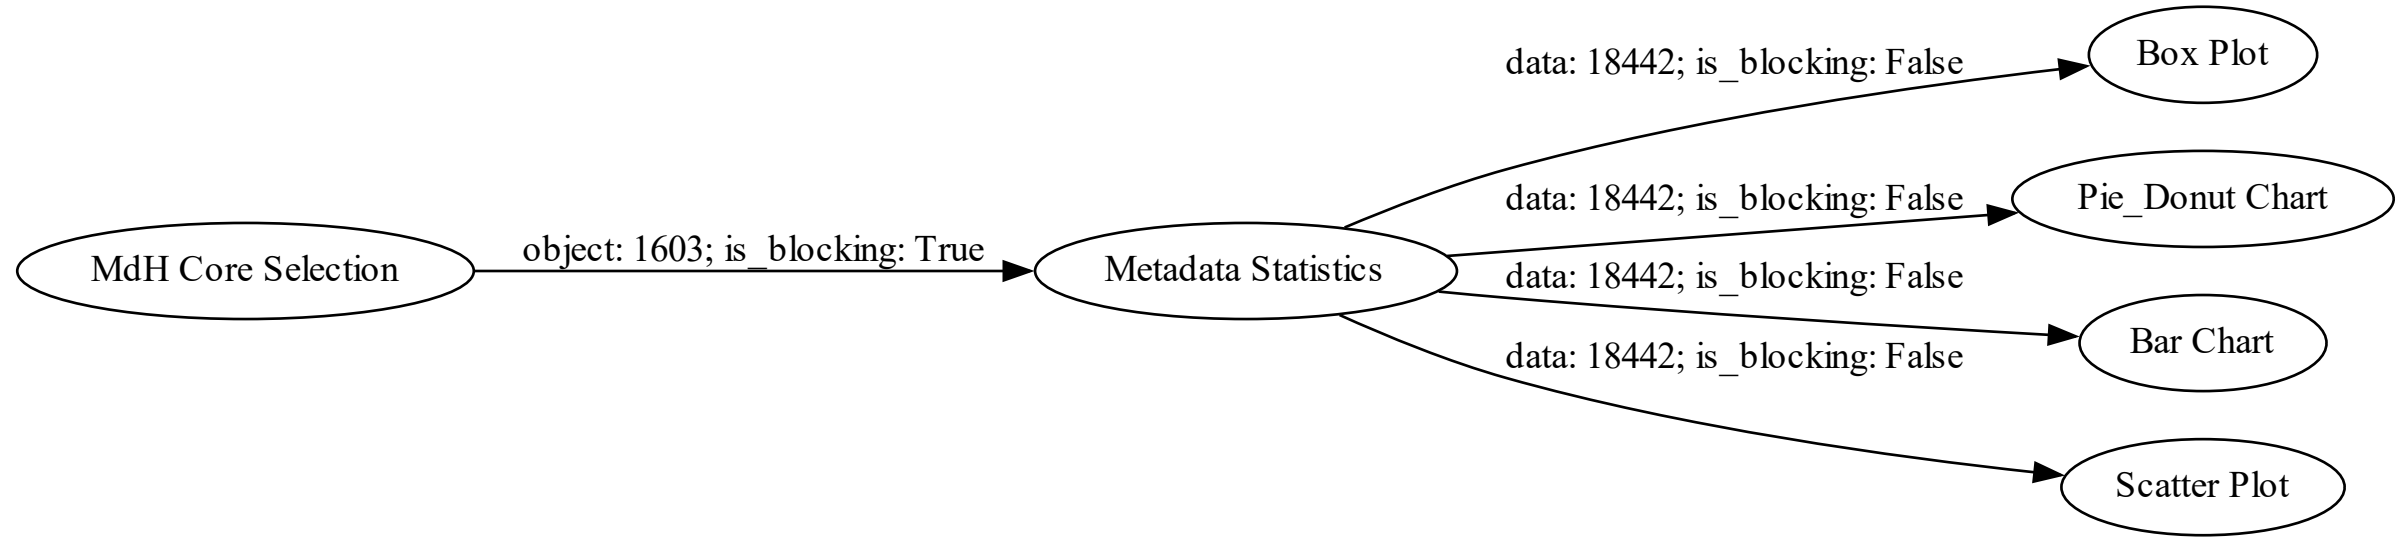 MdH Core Selection
object: 1603; is_blocking: True
Metadata Statistics
data: 18442; is_blocking: False
Box Plot
data: 18442; is_blocking: False
Pie_Donut Chart
data: 18442; is_blocking: False
Bar Chart
data: 18442; is_blocking: False
Scatter Plot